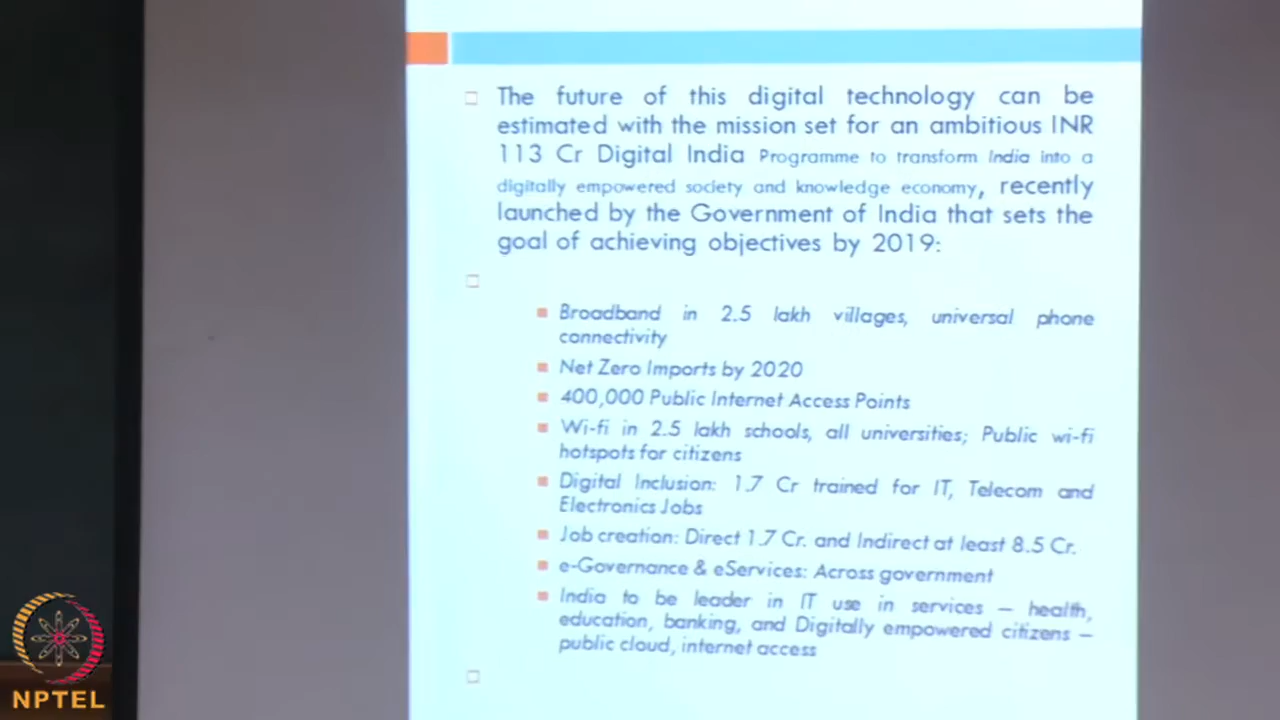 The future of this digital technology can be
estimated with the mission set for an ambitious INR
113 Cr Digital India Programme to transform India into a
digitally empowered society and knowledge economy, recently
launched by the Government of India that sets the
goal of achieving objectives by 2019:
Broadband in 2.5 lakh villages, universal phone
connectivity
Net Zero Imports by 2020
400,000 Public Internet Access Points
Wi-fi in 2.5 lakh schools, all universities; Public wi-fi
hotspots for citizens
Digital Inclusion: 1.7 Cr trained for IT, Telecom and
Electronics Jobs
Job creation: Direct 1.7 Cr. and Indirect at least 8.5 Cr.
e-Governance & eServices: Across government
India to be leader in IT use in services – health,
education, banking, and Digitally empowered citizens –
public cloud, internet access
NPTEL